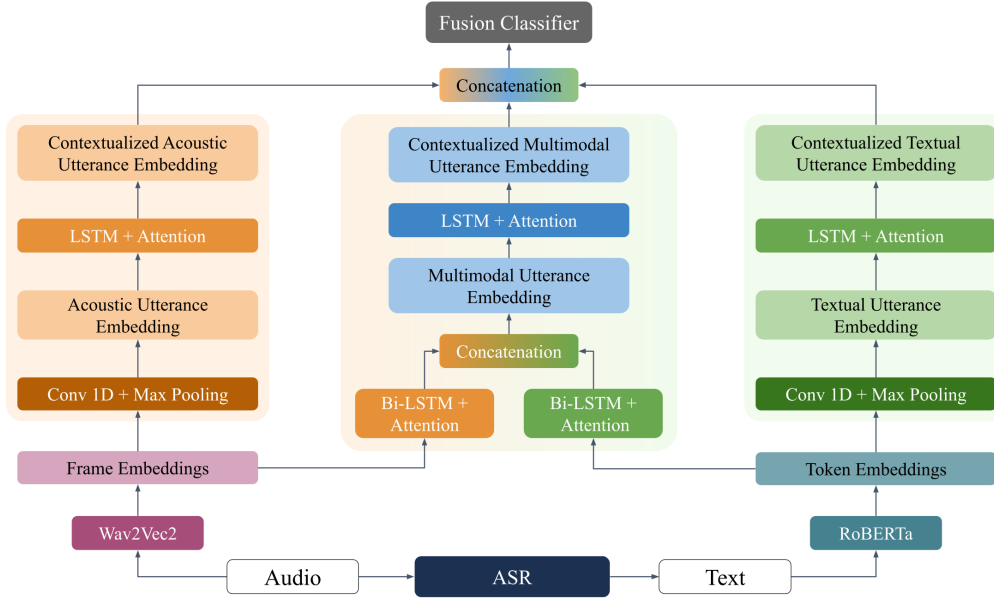 Fusion Classifier
Concatenation
Contextualized Acoustic
Utterance Embedding
LSTM + Attention
Acoustic Utterance
Embedding
Conv 1D + Max Pooling
Contextualized Multimodal
Utterance Embedding
LSTM + Attention
Multimodal Utterance
Embedding
Concatenation
Bi-LSTM +
Attention
Bi-LSTM +
Attention
Contextualized Textual
Utterance Embedding
LSTM + Attention
Textual Utterance
Embedding
Conv 1D + Max Pooling
Frame Embeddings
Token Embeddings
Wav2Vec2
RoBERTa
Audio
ASR
Text